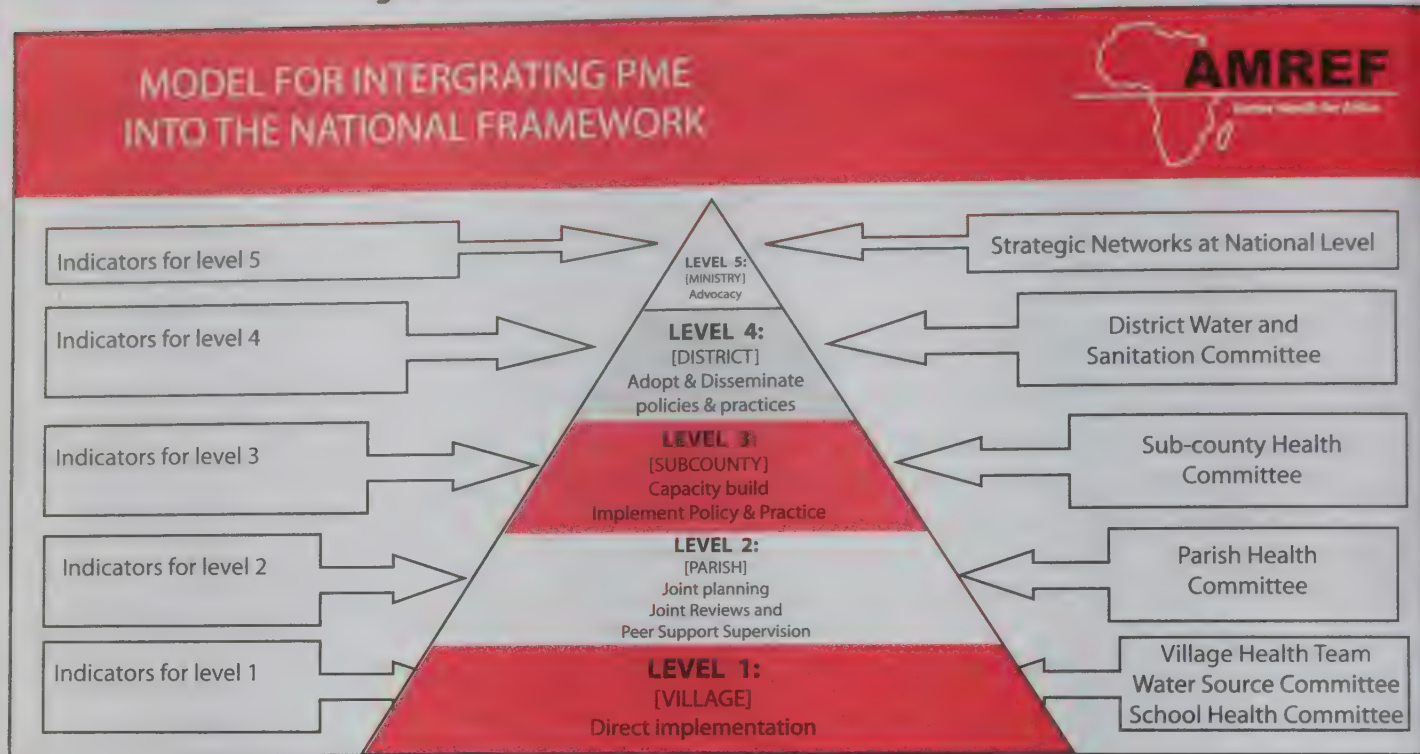 MODEL FOR INTERGRATING PME
INTO THE NATIONAL FRAMEWORK
AMREF
Better Health for Africa
Indicators for level 5
LEVEL 5:
[MINISTRY]
Advocacy
Strategic Networks at National Level
Indicators for level 4
LEVEL 4:
[DISTRICT]
Adopt & Disseminate
policies & practices
District Water and
Sanitation Committee
Indicators for level 3
LEVEL 3:
[SUBCOUNTY]
Capacity build
Implement Policy & Practice
Sub-county Health
Committee
Indicators for level 2
LEVEL 2:
[PARISH]
Joint planning
Joint Reviews and
Peer Support Supervision
Parish Health
Committee
Indicators for level 1
LEVEL 1:
[VILLAGE]
Direct implementation
Village Health Team
Water Source Committee
School Health Committee